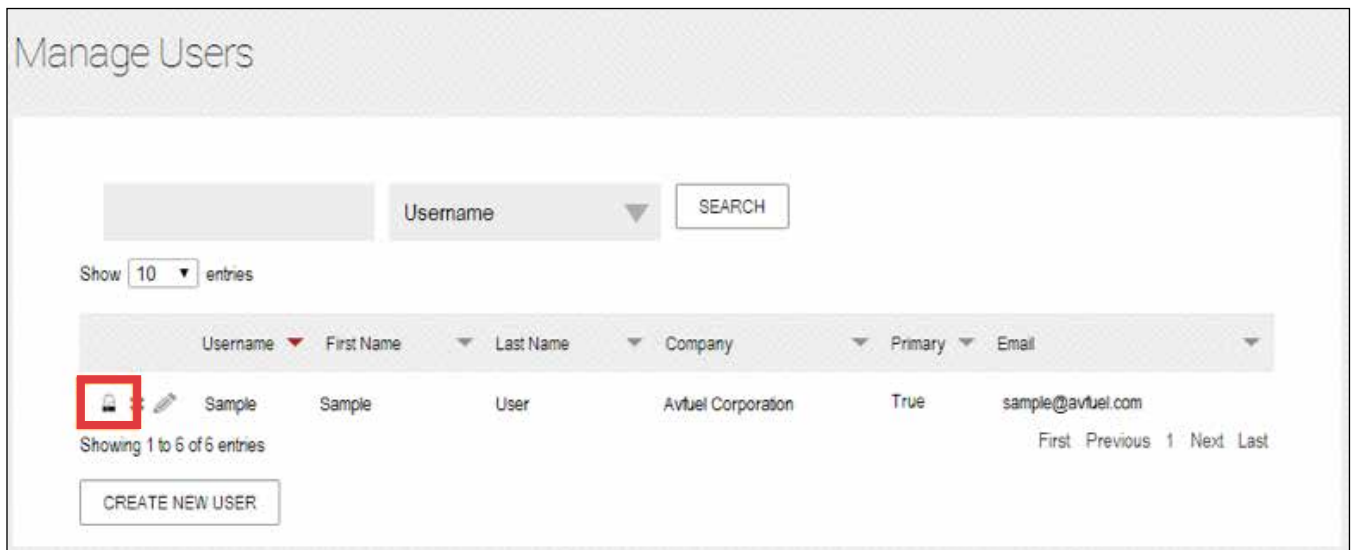 Manage Users
Username SEARCH
Show 10 entries
Username First Name Last Name Company Primary Email
Sample Sample User Avfuel Corporation True sample@avfuel.com
Showing 1 to 6 of 6 entries First Previous 1 Next Last
CREATE NEW USER